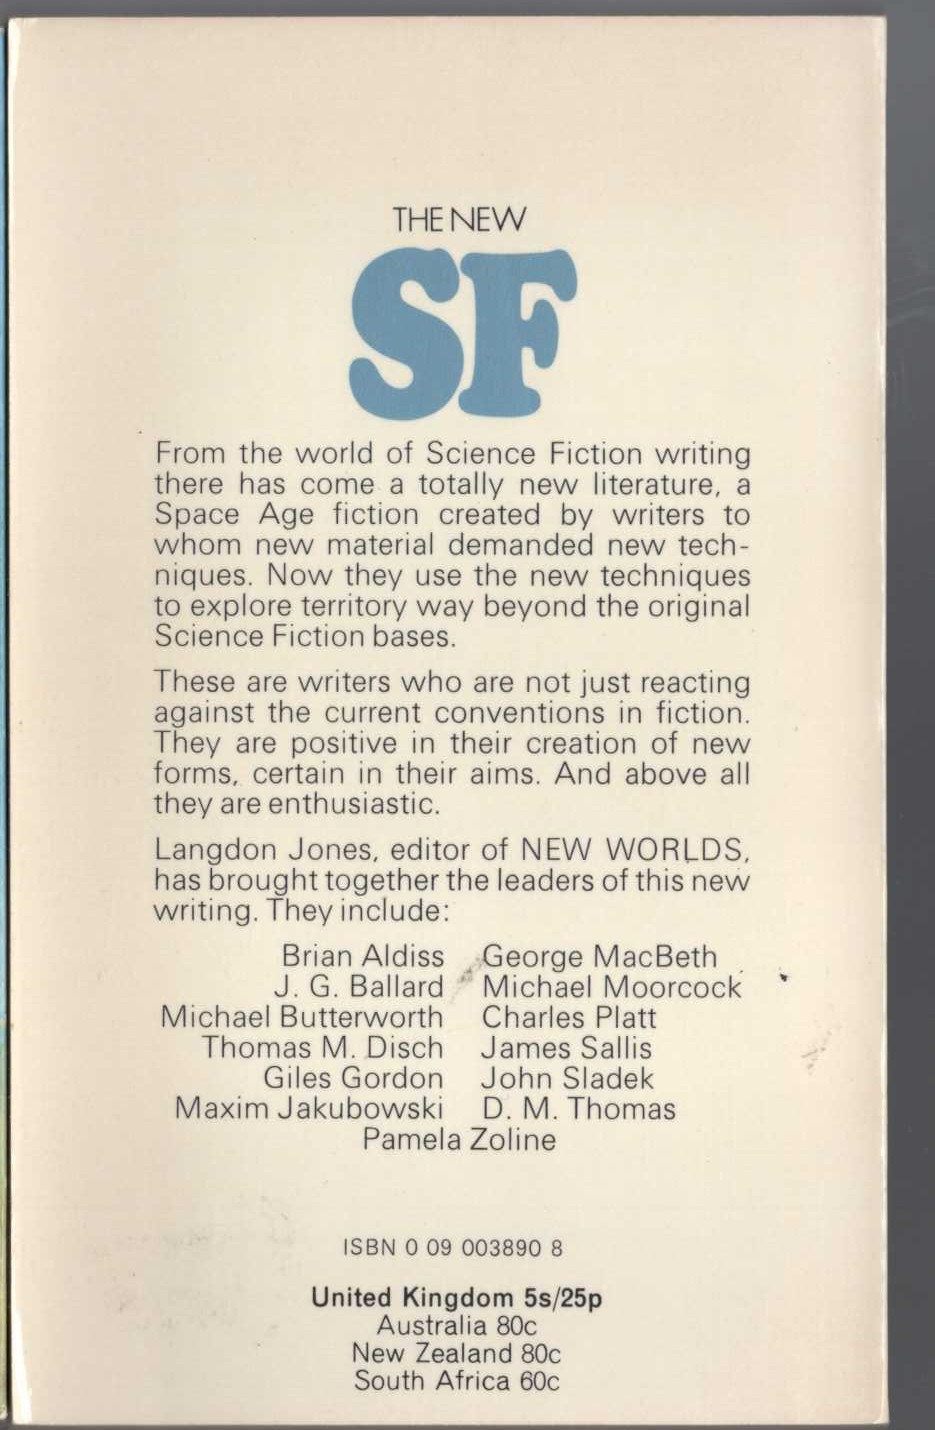 THE NEW
SF
From the world of Science Fiction writing
there has come a totally new literature, a
Space Age fiction created by writers to
whom new material demanded new tech-
niques. Now they use the new techniques
to explore territory way beyond the original
Science Fiction bases.
These are writers who are not just reacting
against the current conventions in fiction.
They are positive in their creation of new
forms, certain in their aims. And above all
they are enthusiastic.
Langdon Jones, editor of NEW WORLDS,
has brought together the leaders of this new
writing. They include:
Brian Aldiss George MacBeth
J. G. Ballard Michael Moorcock
Michael Butterworth Charles Platt
Thomas M. Disch James Sallis
Giles Gordon John Sladek
Maxim Jakubowski D. M. Thomas
Pamela Zoline
ISBN 0 09 003890 8
United Kingdom 5s/25p
Australia 80c
New Zealand 80c
South Africa 60c